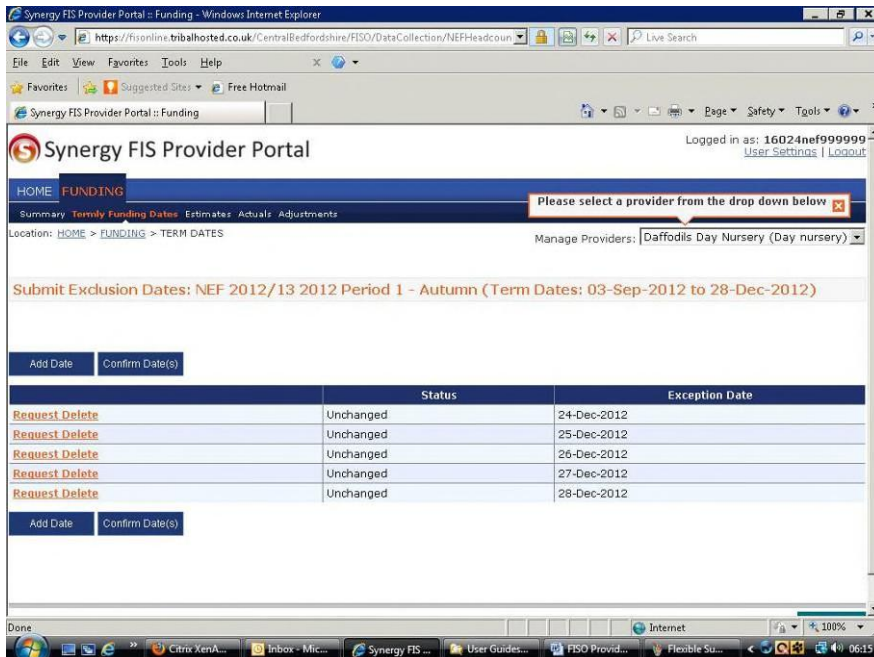 Synergy FIS Provider Portal :: Funding - Windows Internet Explorer
https://fisonline.tribalhosted.co.uk/CentralBedfordshire/FISO/DataCollection/NEFHeadcoun
Live Search
File Edit View Favorites Tools Help
Favorites Suggested Sites Free Hotmail
Synergy FIS Provider Portal :: Funding
Page Safety Tools
Synergy FIS Provider Portal
Logged in as: 16024nef999999
User Settings | Logout
HOME FUNDING
Please select a provider from the drop down below
Summary Termly Funding Dates Estimates Actuals Adjustments
Location: HOME > FUNDING > TERM DATES
Manage Providers: Daffodils Day Nursery (Day nursery)
Submit Exclusion Dates: NEF 2012/13 2012 Period 1 - Autumn (Term Dates: 03-Sep-2012 to 28-Dec-2012)
Add Date Confirm Date(s)
Status Exception Date
Request Delete Unchanged 24-Dec-2012
Request Delete Unchanged 25-Dec-2012
Request Delete Unchanged 26-Dec-2012
Request Delete Unchanged 27-Dec-2012
Request Delete Unchanged 28-Dec-2012
Add Date Confirm Date(s)
Done Internet 100%
Citrix XenA... Inbox - Mic... Synergy FIS ... User Guides... FISO Provid... Flexible Su... 06:15